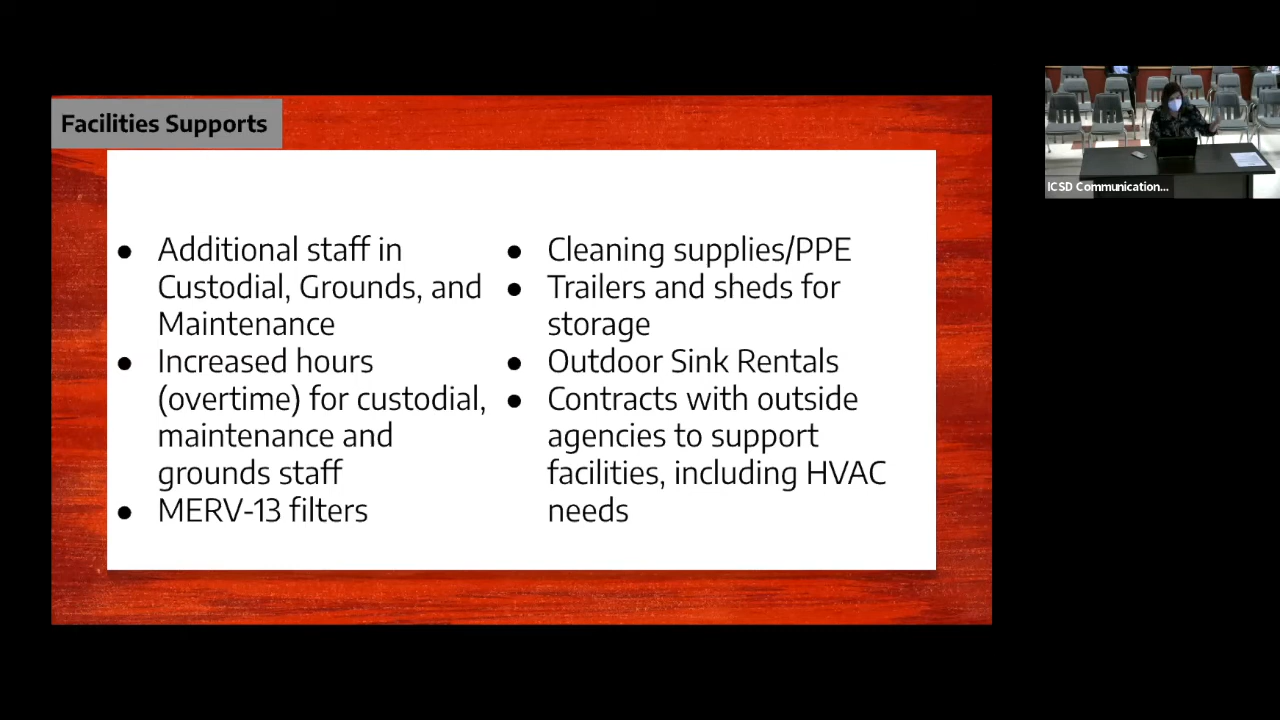 Facilities Supports
● Additional staff in
Custodial, Grounds, and
Maintenance
● Increased hours
(overtime) for custodial,
maintenance and
grounds staff
● MERV-13 filters
● Cleaning supplies/PPE
● Trailers and sheds for
storage
● Outdoor Sink Rentals
● Contracts with outside
agencies to support
facilities, including HVAC
needs
ICSD Communication...